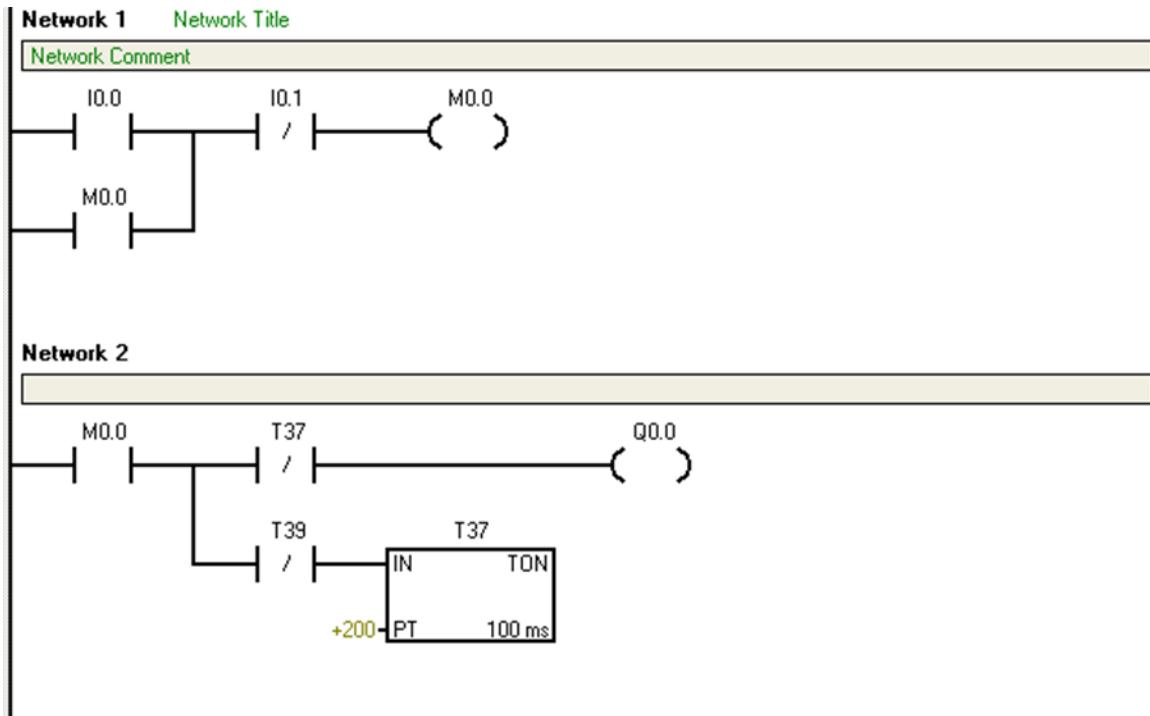 Network 1 Network Title
Network Comment
I0.0 I0.1 M0.0
/
M0.0
Network 2
M0.0 T37 Q0.0
/
T39 T37
/ IN TON
+200 PT 100 ms